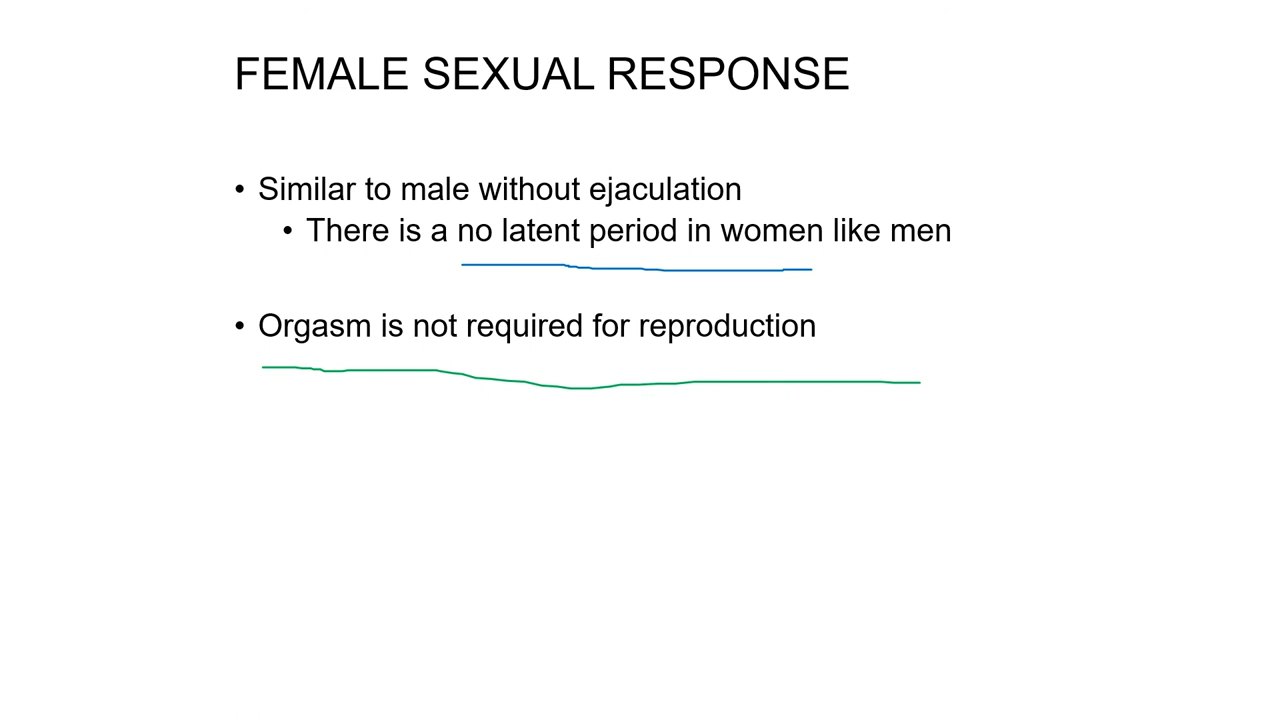 FEMALE SEXUAL RESPONSE
• Similar to male without ejaculation
• There is a no latent period in women like men
• Orgasm is not required for reproduction